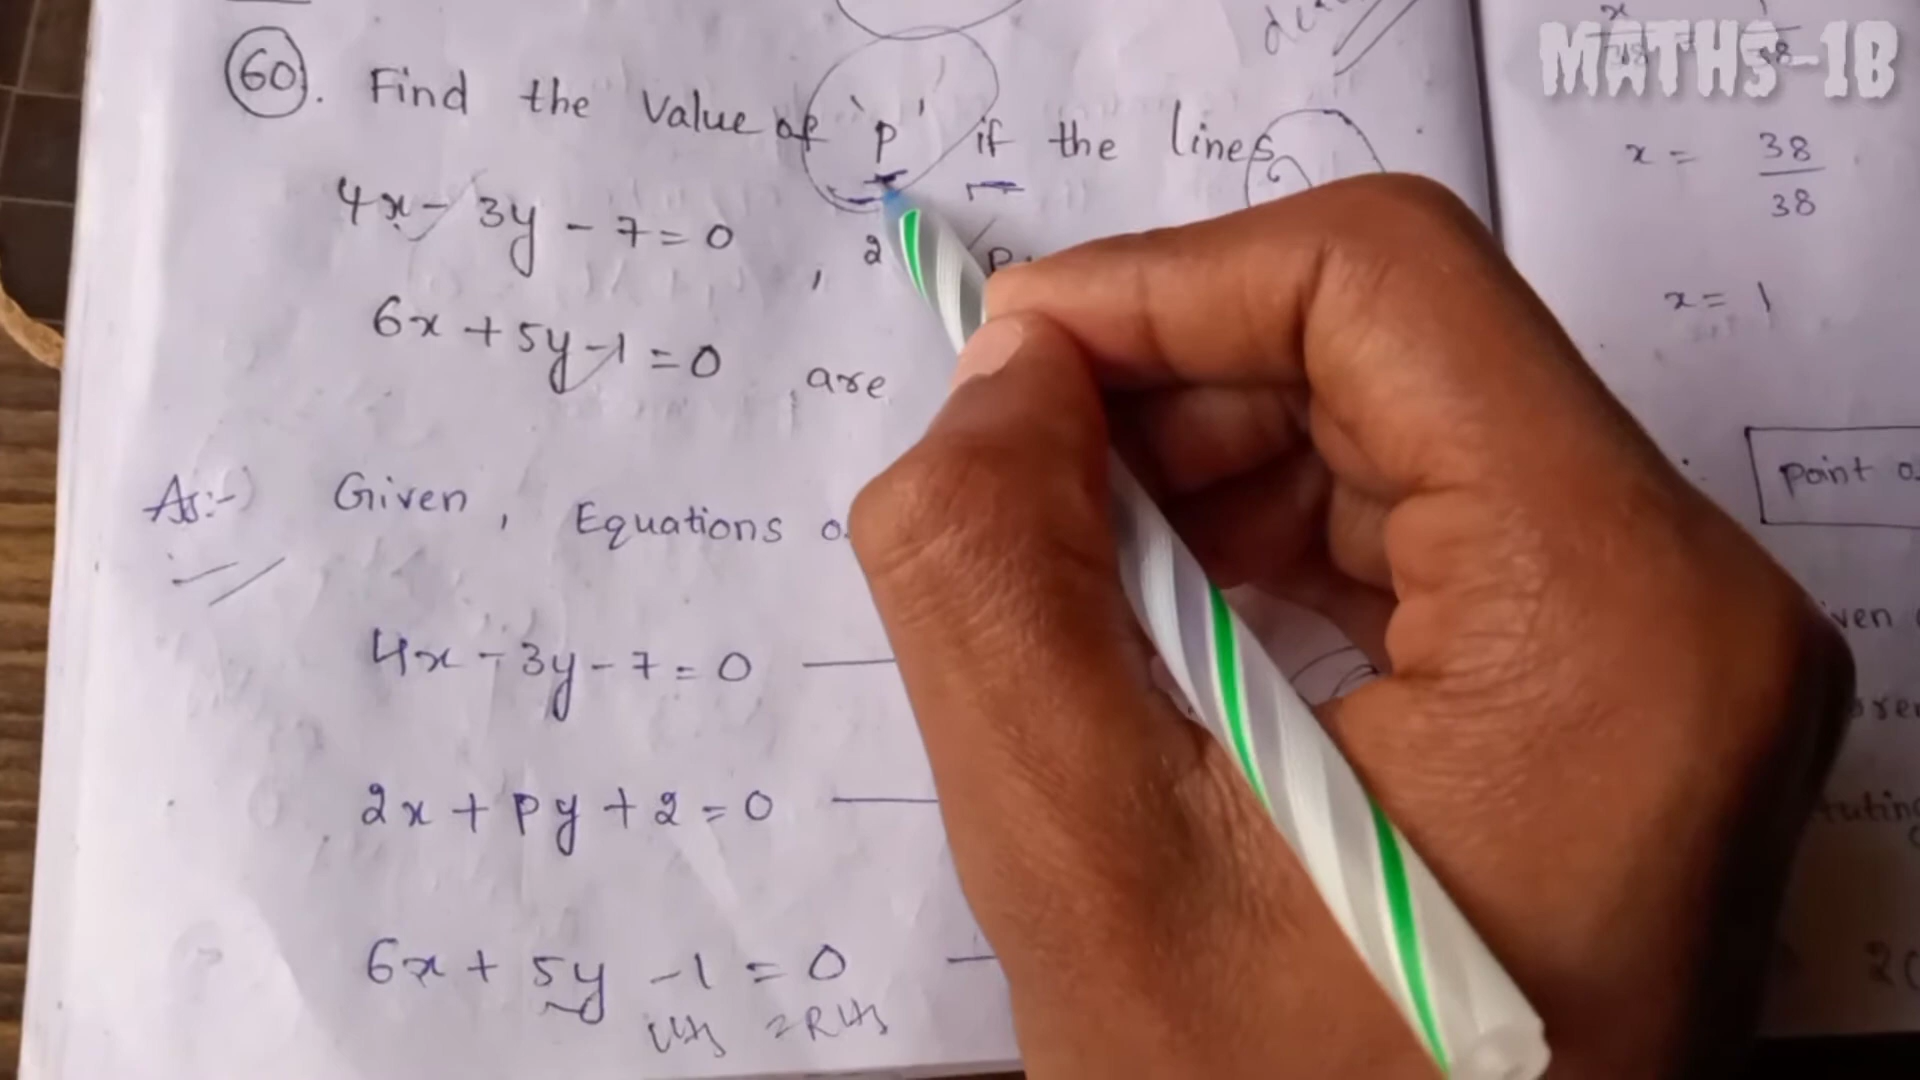 MATHS-1B
60. Find the value of 'p' if the lines
4x - 3y - 7 = 0 , 2
6x + 5y - 1 = 0 , are
As:- Given , Equations
4x - 3y - 7 = 0
2x + py + 2 = 0
6x + 5y - 1 = 0
LHS = RHS
x = 38/38
x = 1
point